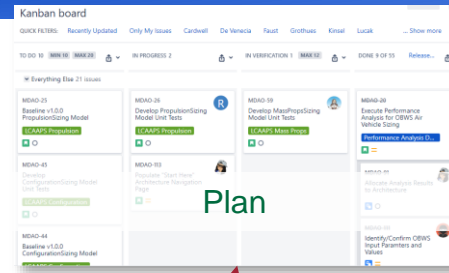 Kanban board
QUICK FILTERS: Recently Updated Only My Issues Cardwell De Venecia Faust Grothues Kinsel Lucak ... Show more
TO DO 10 MIN 10 MAX 20 IN PROGRESS 2 IN VERIFICATION 1 MAX 12 DONE 9 OF 55 Release...
Everything Else 21 issues
MDAO-25
Baseline v1.0.0
PropulsionSizing Model
LCAAPS Propulsion
MDAO-45
Develop
ConfigurationSizing Model
Unit Tests
LCAAPS Configuration
MDAO-44
Baseline v1.0.0
ConfigurationSizing Model
LCAAPS Configuration
MDAO-26
R
Develop PropulsionSizing
Model Unit Tests
LCAAPS Propulsion
MDAO-113
Populate "Start Here"
Architecture Navigation
Page
MDAO-59
Develop MassPropsSizing
Model Unit Tests
LCAAPS Mass Props
MDAO-20
Execute Performance
Analysis for OBWS Air
Vehicle Sizing
Performance Analysis D...
Allocate Analysis Results
to Architecture
Identify/Confirm OBWS
Input Paramters and
Values
Plan